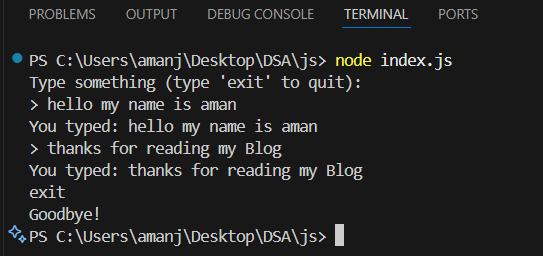 PROBLEMS OUTPUT DEBUG CONSOLE TERMINAL PORTS
PS C:\Users\amanj\Desktop\DSA\js> node index.js
Type something (type 'exit' to quit):
> hello my name is aman
You typed: hello my name is aman
> thanks for reading my Blog
You typed: thanks for reading my Blog
exit
Goodbye!
PS C:\Users\amanj\Desktop\DSA\js>